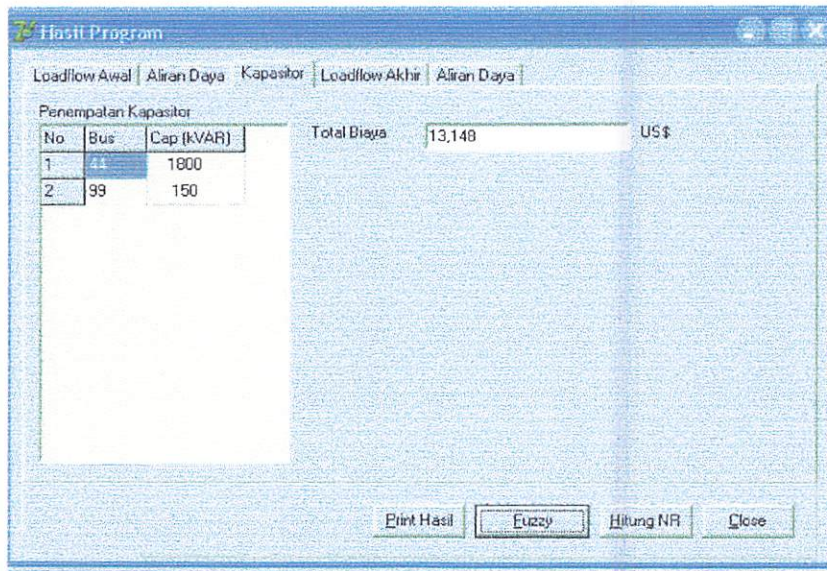 Hasil Program
Loadflow Awal Aliran Daya Kapasitor Loadflow Akhir Aliran Daya
Penempatan Kapasitor
No Bus Cap (kVAR)
1 44 1800
2 99 150
Total Biaya 13,148 US$
Print Hasil Fuzzy Hitung NR Close